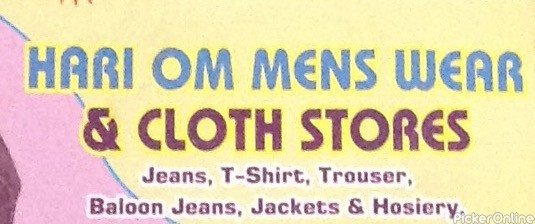 HARI OM MENS WEAR
& CLOTH STORES
Jeans, T-Shirt, Trouser,
Baloon Jeans, Jackets & Hosiery.
PickerOnline